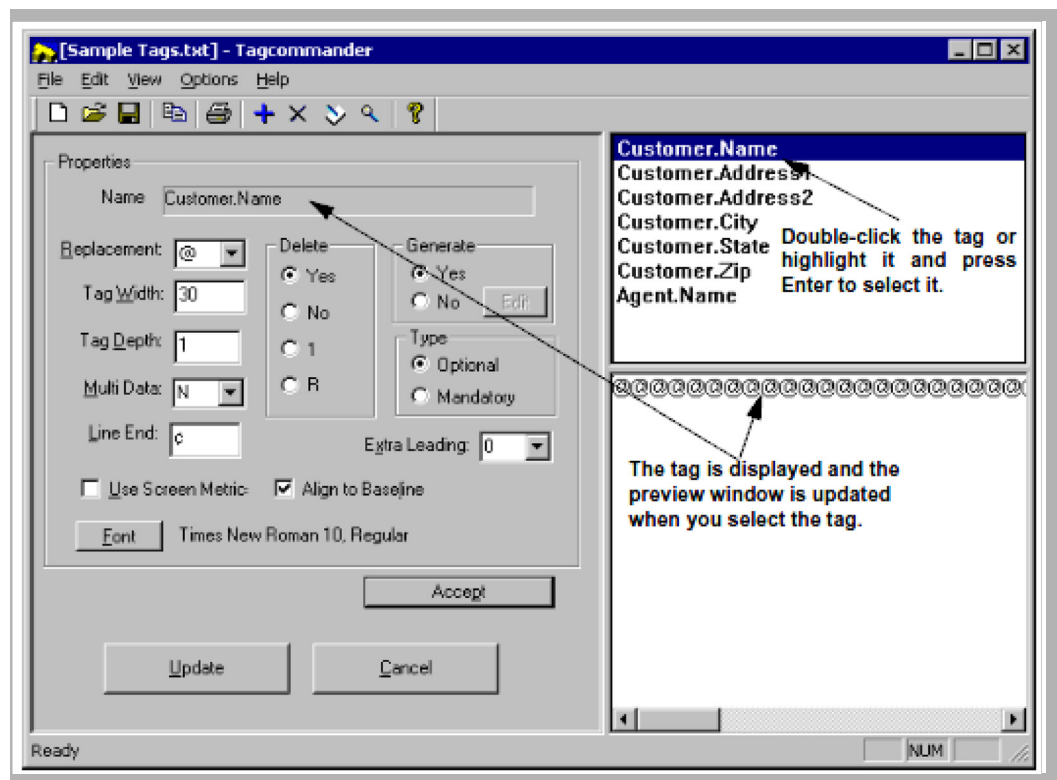 [Sample Tags.txt] - Tagcommander
File Edit View Options Help
Properties
Name Customer.Name
Replacement: @
Tag Width: 30
Tag Depth: 1
Multi Data: N
Line End: c
Delete
Yes
No
1
R
Generate
Yes
No Edit
Type
Optional
Mandatory
Extra Leading: 0
Use Screen Metric
Align to Baseline
Font Times New Roman 10, Regular
Accept
Update Cancel
Customer.Name
Customer.Address1
Customer.Address2
Customer.City
Customer.State
Customer.Zip
Agent.Name
Double-click the tag or
highlight it and press
Enter to select it.
@@@@@@@@@@@@@@@@@@@@@@
The tag is displayed and the
preview window is updated
when you select the tag.
Ready NUM